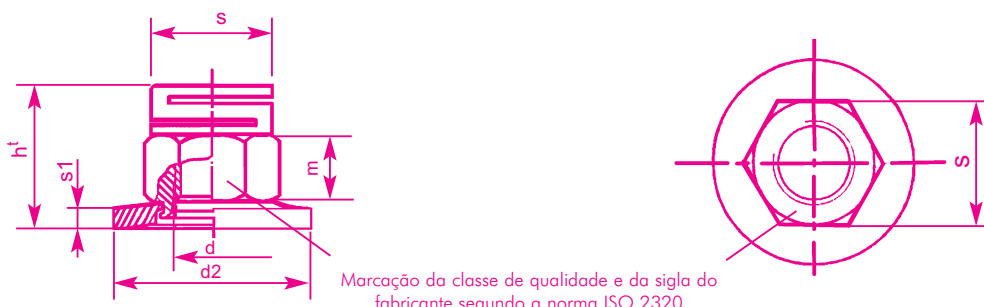 s
hᵗ
s1
m
s
d
d2
Marcação da classe de qualidade e da sigla do
fabricante segundo a norma ISO 2320